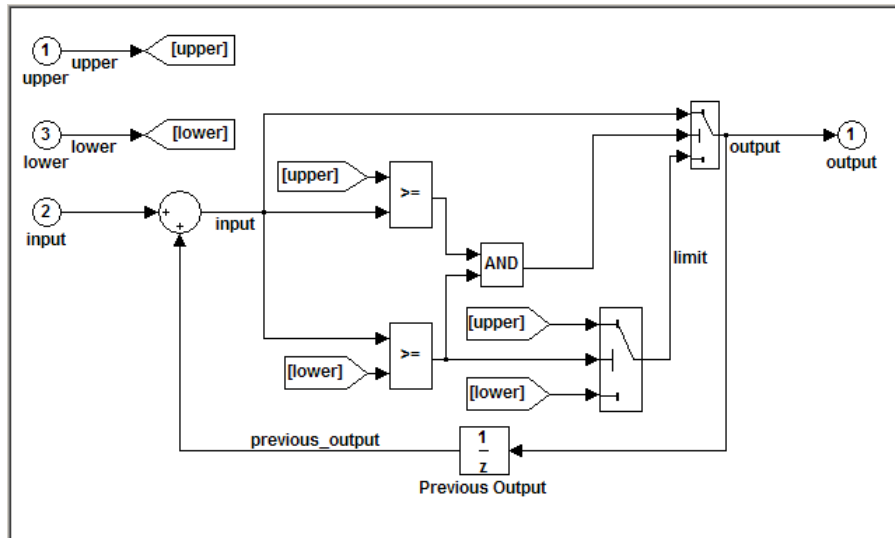 1
upper
[upper]
upper
3
lower
[lower]
lower
2
input
+
+
input
[upper]
>=
AND
[lower]
>=
[upper]
[lower]
limit
output
1
output
previous_output
1
z
Previous Output